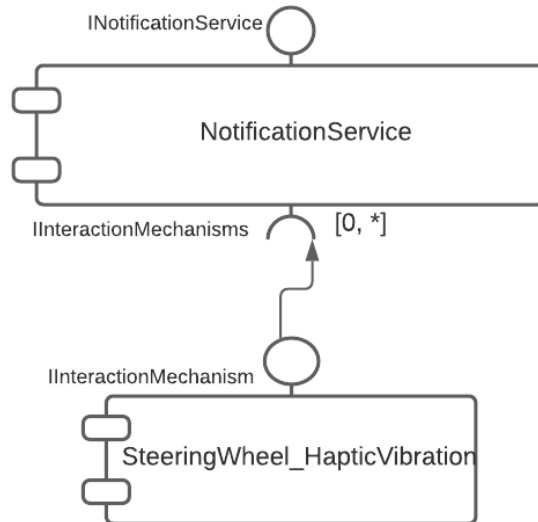 INotificationService
NotificationService
IInteractionMechanisms
[0, *]
IInteractionMechanism
SteeringWheel_HapticVibration